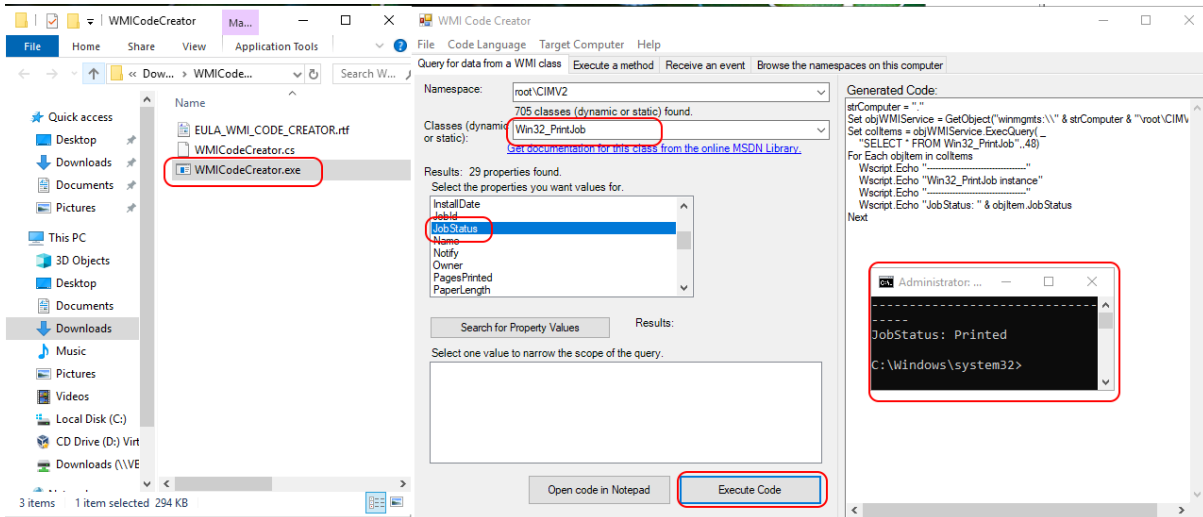 WMICodeCreator
Ma...
File
Home
Share
View
Application Tools
« Dow... › WMICode...
Search W...
Name
Quick access
Desktop
Downloads
Documents
Pictures
This PC
3D Objects
Desktop
Documents
Downloads
Music
Pictures
Videos
Local Disk (C:)
CD Drive (D:) Virt
Downloads (\\VE
EULA_WMI_CODE_CREATOR.rtf
WMICodeCreator.cs
WMICodeCreator.exe
3 items
1 item selected 294 KB
WMI Code Creator
File Code Language Target Computer Help
Query for data from a WMI class
Execute a method
Receive an event
Browse the namespaces on this computer
Namespace:
root\CIMV2
705 classes (dynamic or static) found.
Classes (dynamic
or static):
Win32_PrintJob
Get documentation for this class from the online MSDN Library.
Results: 29 properties found.
Select the properties you want values for.
InstallDate
JobId
JobStatus
Name
Notify
Owner
PagesPrinted
PaperLength
Search for Property Values
Results:
Select one value to narrow the scope of the query.
Open code in Notepad
Execute Code
Generated Code:
strComputer = "."
Set objWMIService = GetObject("winmgmts:\\" & strComputer & "\root\CIMV
Set colItems = objWMIService.ExecQuery( _
"SELECT * FROM Win32_PrintJob",,48)
For Each objItem in colItems
Wscript.Echo "-----------------------------------"
Wscript.Echo "Win32_PrintJob instance"
Wscript.Echo "-----------------------------------"
Wscript.Echo "JobStatus: " & objItem.JobStatus
Next
Administrator: ...
------------------------------
-----
JobStatus: Printed
C:\Windows\system32>